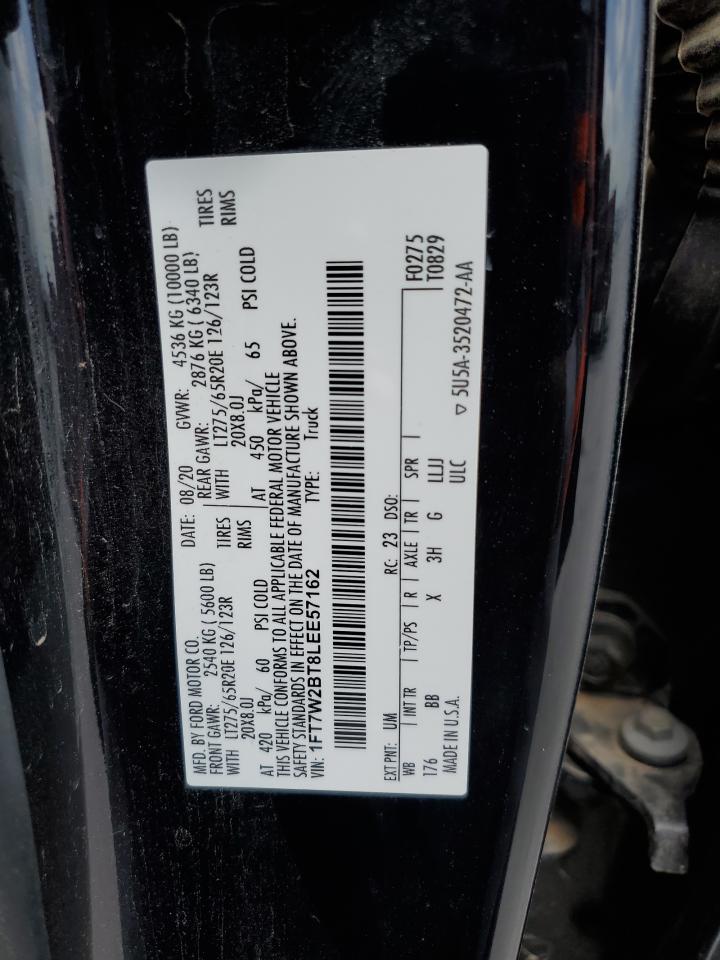 MFD. BY FORD MOTOR CO.
DATE: 08/20 GVWR: 4536 KG (10000 LB)
FRONT GAWR: 2540 KG ( 5600 LB) REAR GAWR: 2876 KG ( 6340 LB)
WITH LT275/65R20E 126/123R TIRES WITH LT275/65R20E 126/123R TIRES
20X8.0J RIMS 20X8.0J RIMS
AT 420 kPa/ 60 PSI COLD AT 450 kPa/ 65 PSI COLD
THIS VEHICLE CONFORMS TO ALL APPLICABLE FEDERAL MOTOR VEHICLE
SAFETY STANDARDS IN EFFECT ON THE DATE OF MANUFACTURE SHOWN ABOVE.
VIN: 1FT7W2BT8LEE57162 TYPE: Truck
EXT PNT: UM RC: 23 DSO: F0275
WB INT TR TP/PS R AXLE TR SPR T0829
176 BB X 3H G LLJJ
MADE IN U.S.A. ULC ▽ 5U5A-3520472-AA